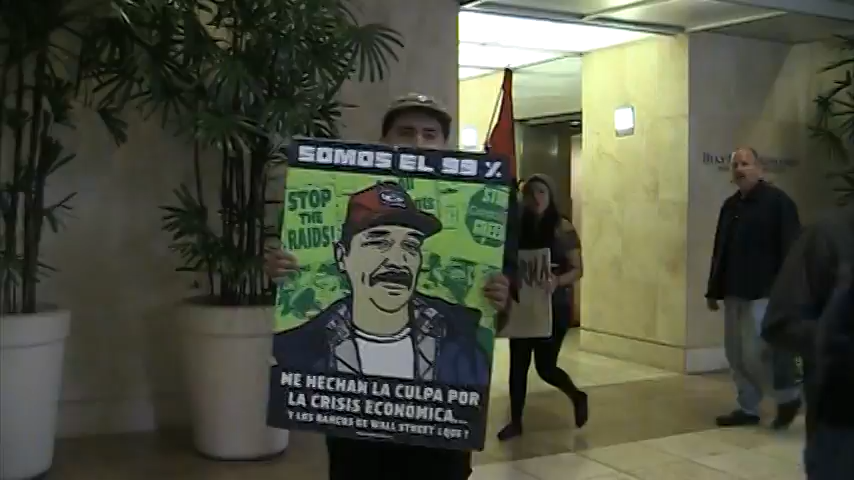 SOMOS EL 99 %
STOP
THE
RAIDS!
ME HECHAN LA CULPA POR
LA CRISIS ECONOMICA...
Y LOS BANCOS DE WALL STREET ¿QUE?